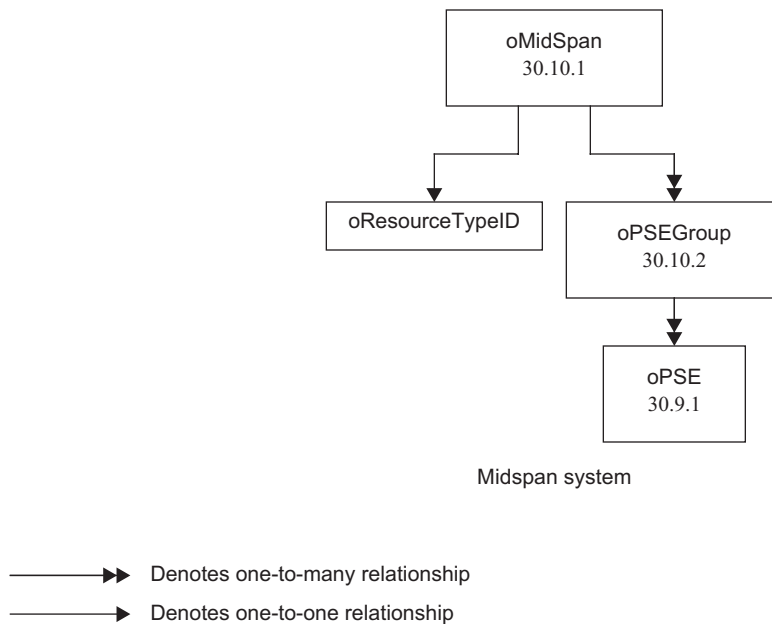 oMidSpan
30.10.1
oResourceTypeID
oPSEGroup
30.10.2
oPSE
30.9.1
Midspan system
Denotes one-to-many relationship
Denotes one-to-one relationship